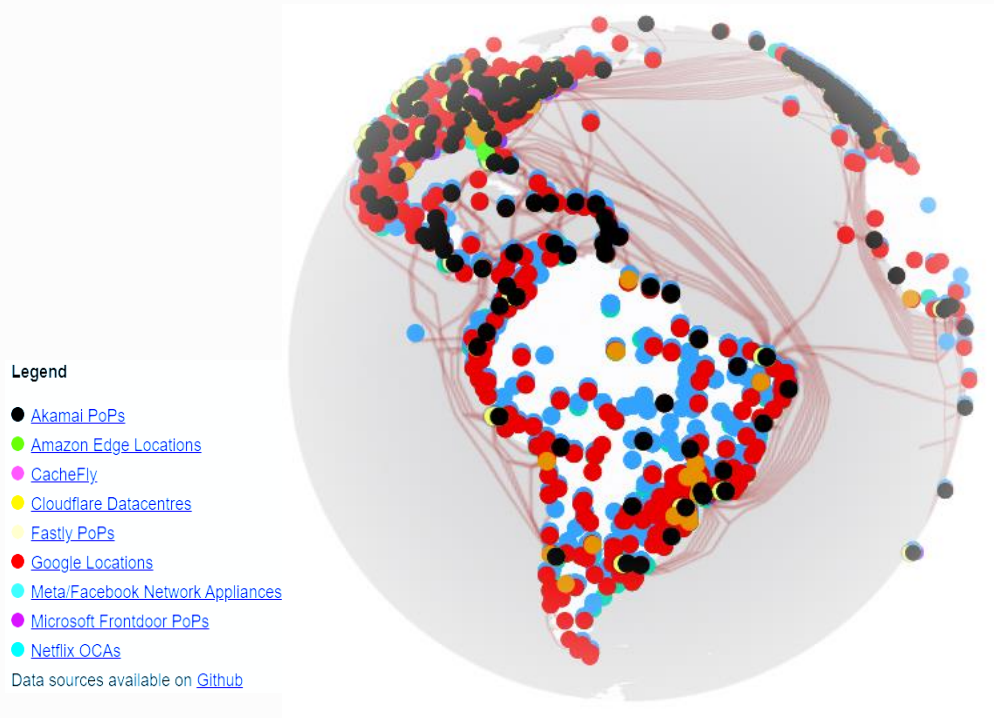 Legend
Akamai PoPs
Amazon Edge Locations
CacheFly
Cloudflare Datacentres
Fastly PoPs
Google Locations
Meta/Facebook Network Appliances
Microsoft Frontdoor PoPs
Netflix OCAs
Data sources available on Github